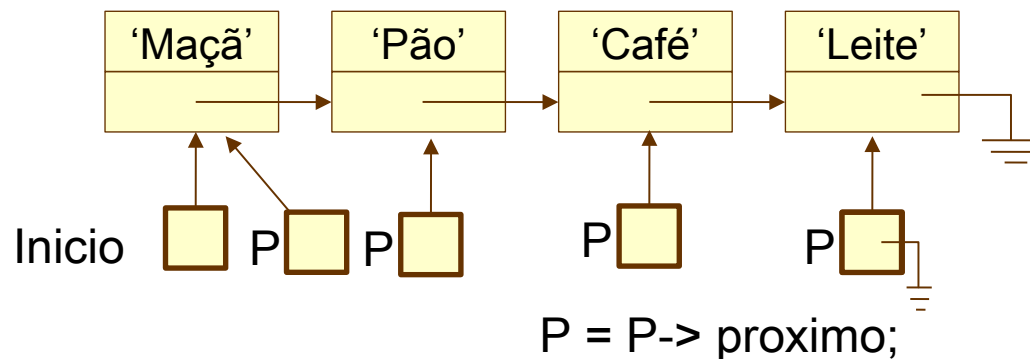 ‘Maçã’ ‘Pão’ ‘Café’ ‘Leite’
Inicio P P P P
P = P-> proximo;